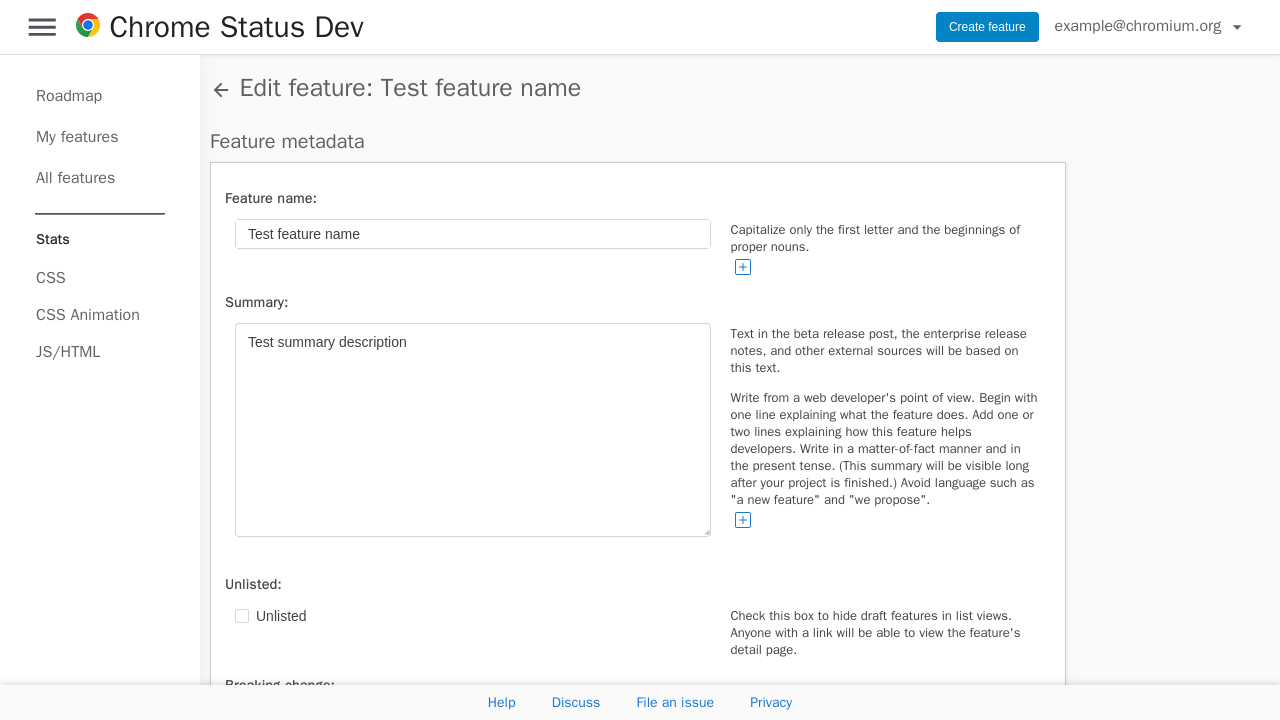 Chrome Status Dev
Create feature
example@chromium.org
Roadmap
My features
All features
Stats
CSS
CSS Animation
JS/HTML
Edit feature: Test feature name
Feature metadata
Feature name:
Test feature name
Capitalize only the first letter and the beginnings of
proper nouns.
Summary:
Test summary description
Text in the beta release post, the enterprise release
notes, and other external sources will be based on
this text.
Write from a web developer's point of view. Begin with
one line explaining what the feature does. Add one or
two lines explaining how this feature helps
developers. Write in a matter-of-fact manner and in
the present tense. (This summary will be visible long
after your project is finished.) Avoid language such as
"a new feature" and "we propose".
Unlisted:
Unlisted
Check this box to hide draft features in list views.
Anyone with a link will be able to view the feature's
detail page.
Breaking change:
Help
Discuss
File an issue
Privacy